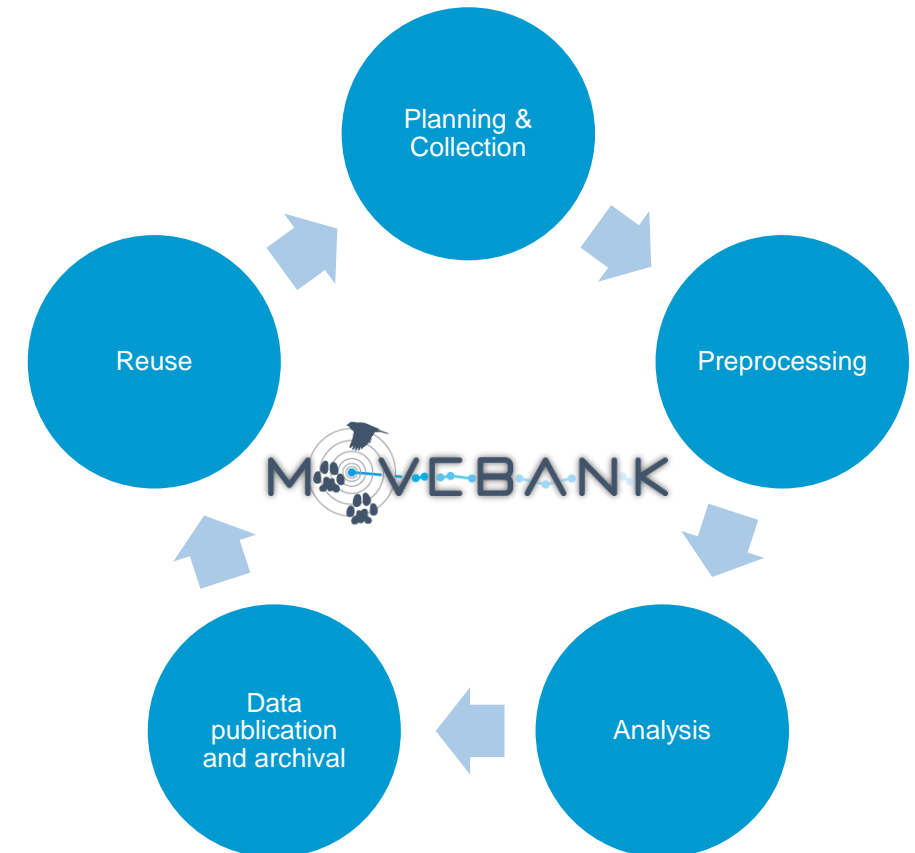 Planning &
Collection
Reuse
Preprocessing
MOVEBANK
Data
publication
and archival
Analysis